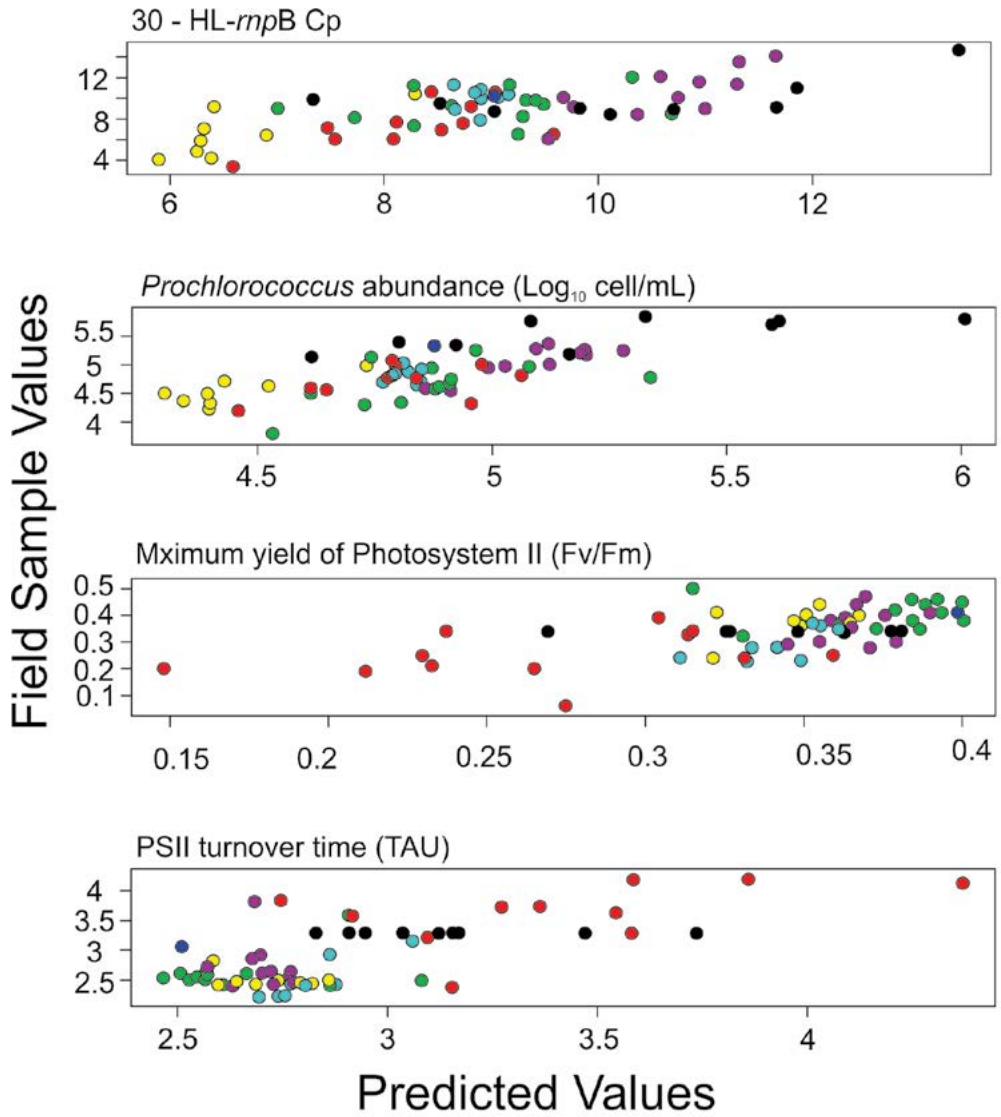 30 - HL-rnpB Cp
12
8
4
6 8 10 12
Prochlorococcus abundance (Log₁₀ cell/mL)
5.5
5
4.5
4
4.5 5 5.5 6
Mximum yield of Photosystem II (Fv/Fm)
0.5
0.4
0.3
0.2
0.1
0.15 0.2 0.25 0.3 0.35 0.4
PSII turnover time (TAU)
4
3.5
3
2.5
2.5 3 3.5 4
Field Sample Values
Predicted Values